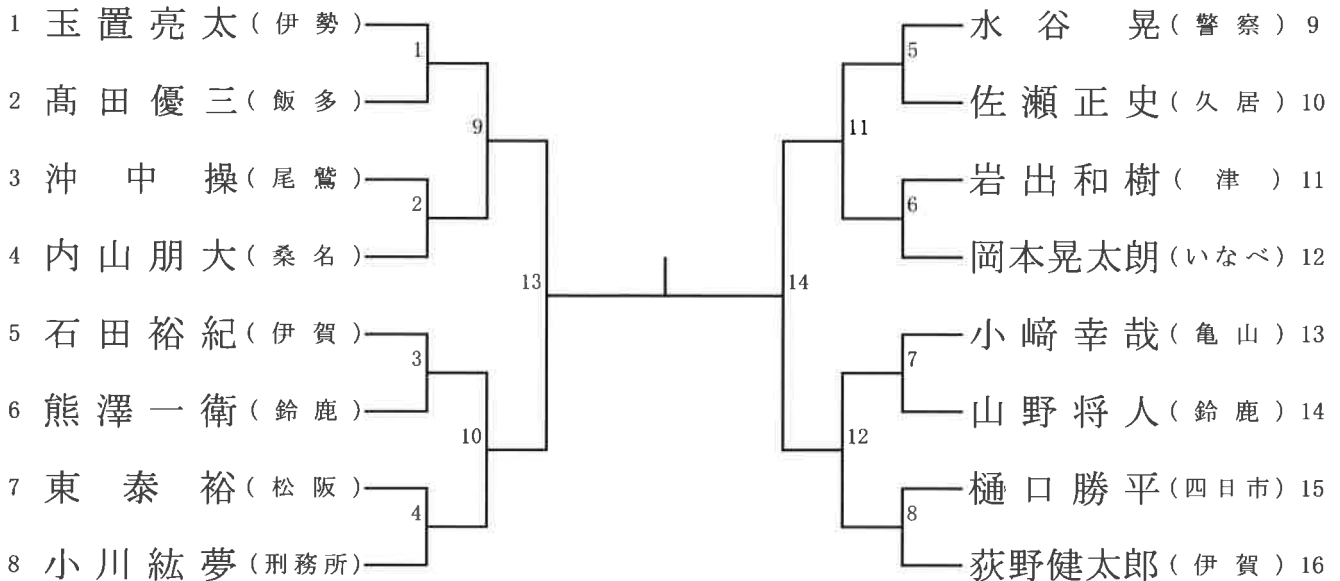 1 玉置亮太(伊勢)
1
2 髙田優三(飯多)
9
3 沖中操(尾鷲)
2
4 内山朋大(桑名)
13
5 石田裕紀(伊賀)
3
6 熊澤一衛(鈴鹿)
10
7 東泰裕(松阪)
4
8 小川紘夢(刑務所)
水谷晃(警察) 9
5
佐瀬正史(久居) 10
11
岩出和樹(津) 11
6
岡本晃太朗(いなべ) 12
14
小﨑幸哉(亀山) 13
7
山野将人(鈴鹿) 14
12
樋口勝平(四日市) 15
8
荻野健太郎(伊賀) 16